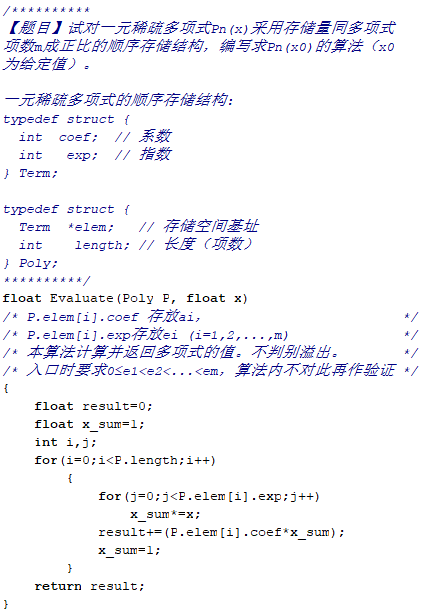 /**********
【题目】试对一元稀疏多项式Pn(x)采用存储量同多项式
项数m成正比的顺序存储结构，编写求Pn(x0)的算法（x0
为给定值）。
一元稀疏多项式的顺序存储结构：
typedef struct {
int coef; // 系数
int exp; // 指数
} Term;
typedef struct {
Term *elem; // 存储空间基址
int length; // 长度（项数）
} Poly;
**********/
float Evaluate(Poly P, float x)
/* P.elem[i].coef 存放ai， */
/* P.elem[i].exp存放ei (i=1,2,...,m) */
/* 本算法计算并返回多项式的值。不判别溢出。 */
/* 入口时要求0≤e1<e2<...<em，算法内不对此再作验证 */
{
float result=0;
float x_sum=1;
int i,j;
for(i=0;i<P.length;i++)
{
for(j=0;j<P.elem[i].exp;j++)
x_sum*=x;
result+=(P.elem[i].coef*x_sum);
x_sum=1;
}
return result;
}